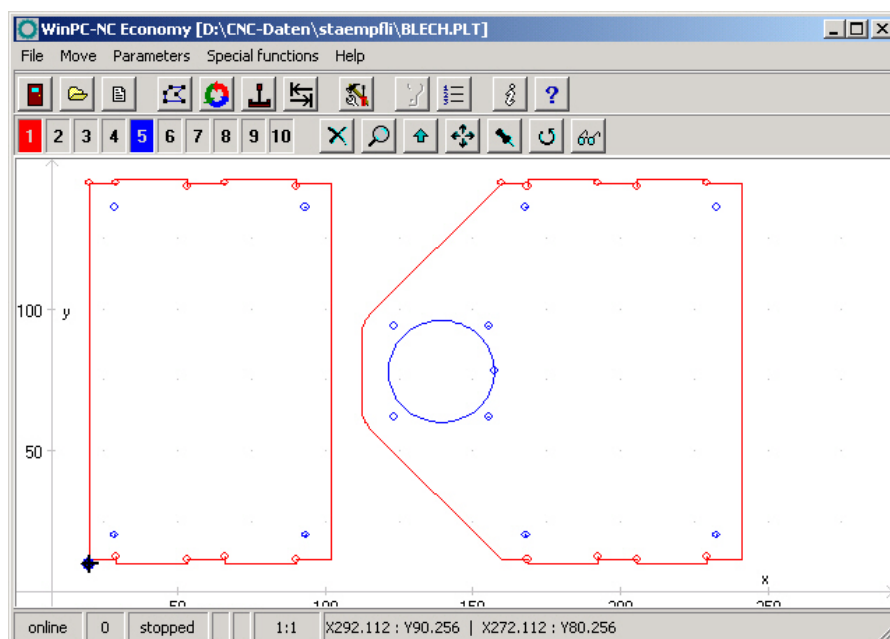 WinPC-NC Economy [D:\CNC-Daten\staempfli\BLECH.PLT]
File Move Parameters Special functions Help
1 2 3 4 5 6 7 8 9 10
100 y
50
x
50 100 150 200 250
online 0 stopped 1:1 X292.112 : Y90.256 | X272.112 : Y80.256